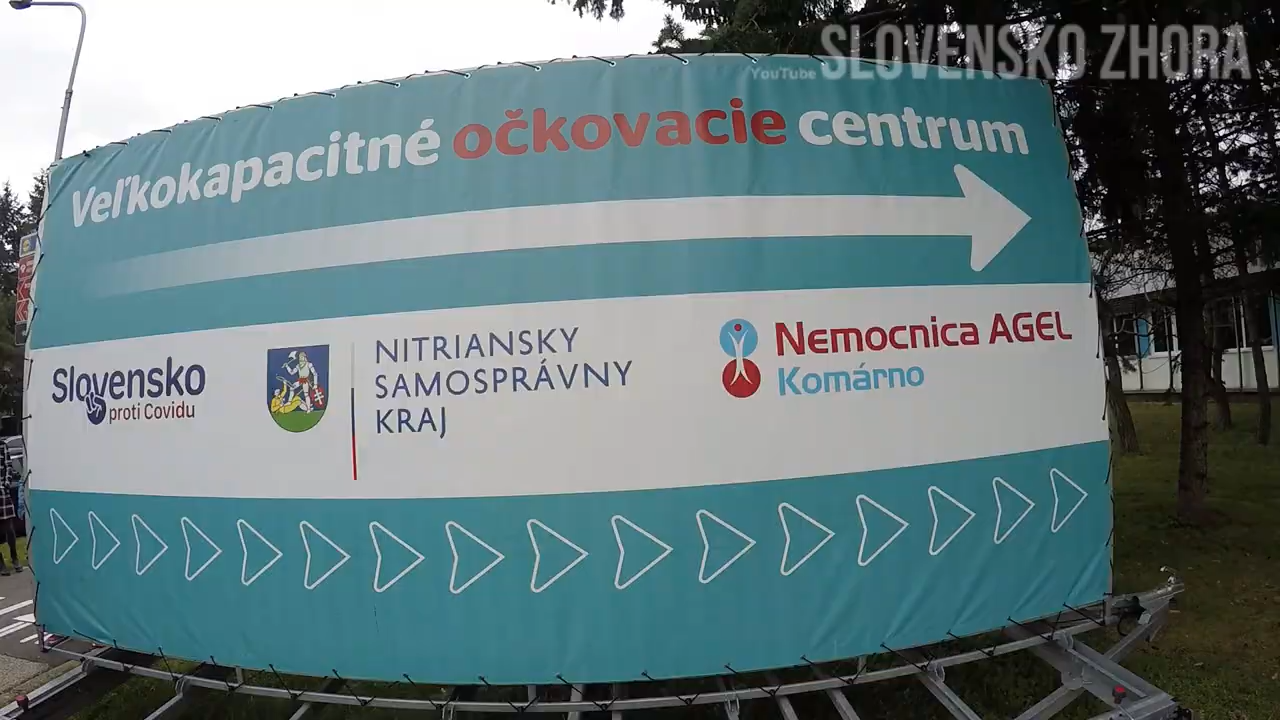 YouTube SLOVENSKO ZHORA
Veľkokapacitné očkovacie centrum
Slovensko
proti Covidu
NITRIANSKY
SAMOSPRÁVNY
KRAJ
Nemocnica AGEL
Komárno